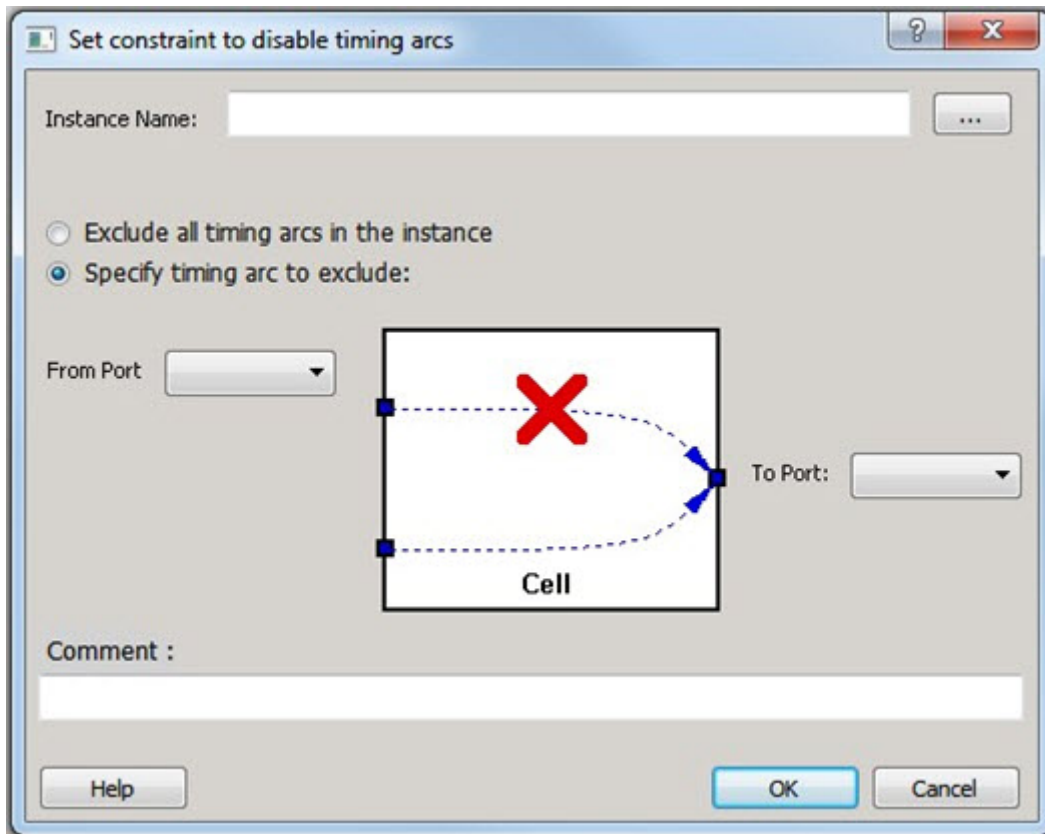 Set constraint to disable timing arcs
Instance Name:
...
Exclude all timing arcs in the instance
Specify timing arc to exclude:
From Port
To Port:
Cell
Comment :
Help
OK
Cancel